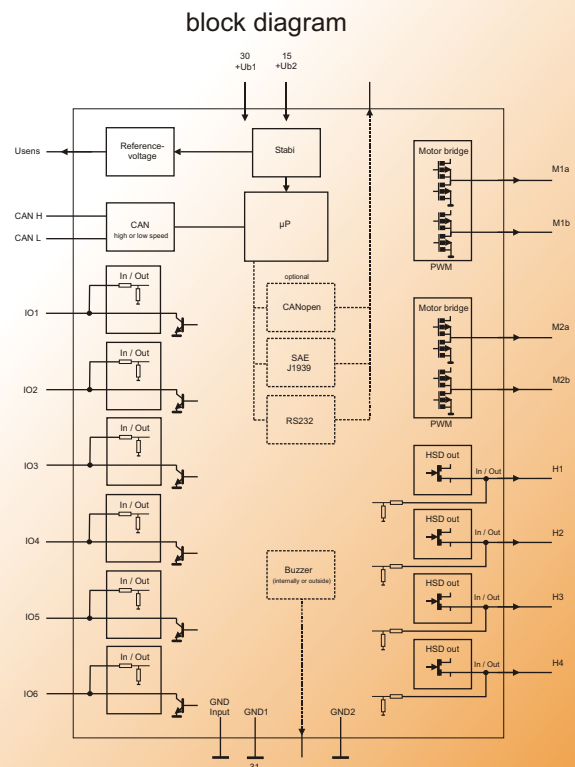 block diagram
30
+Ub1
15
+Ub2
Usens
Reference-
voltage
Stabi
Motor bridge
M1a
CAN H
CAN L
CAN
high or low speed
µP
M1b
PWM
In / Out
IO1
optional
CANopen
Motor bridge
M2a
In / Out
IO2
SAE
J1939
M2b
RS232
PWM
In / Out
IO3
HSD out
In / Out
H1
In / Out
IO4
HSD out
In / Out
H2
Buzzer
(internally or outside)
In / Out
IO5
HSD out
In / Out
H3
In / Out
IO6
HSD out
In / Out
H4
GND
Input
GND1
GND2
31